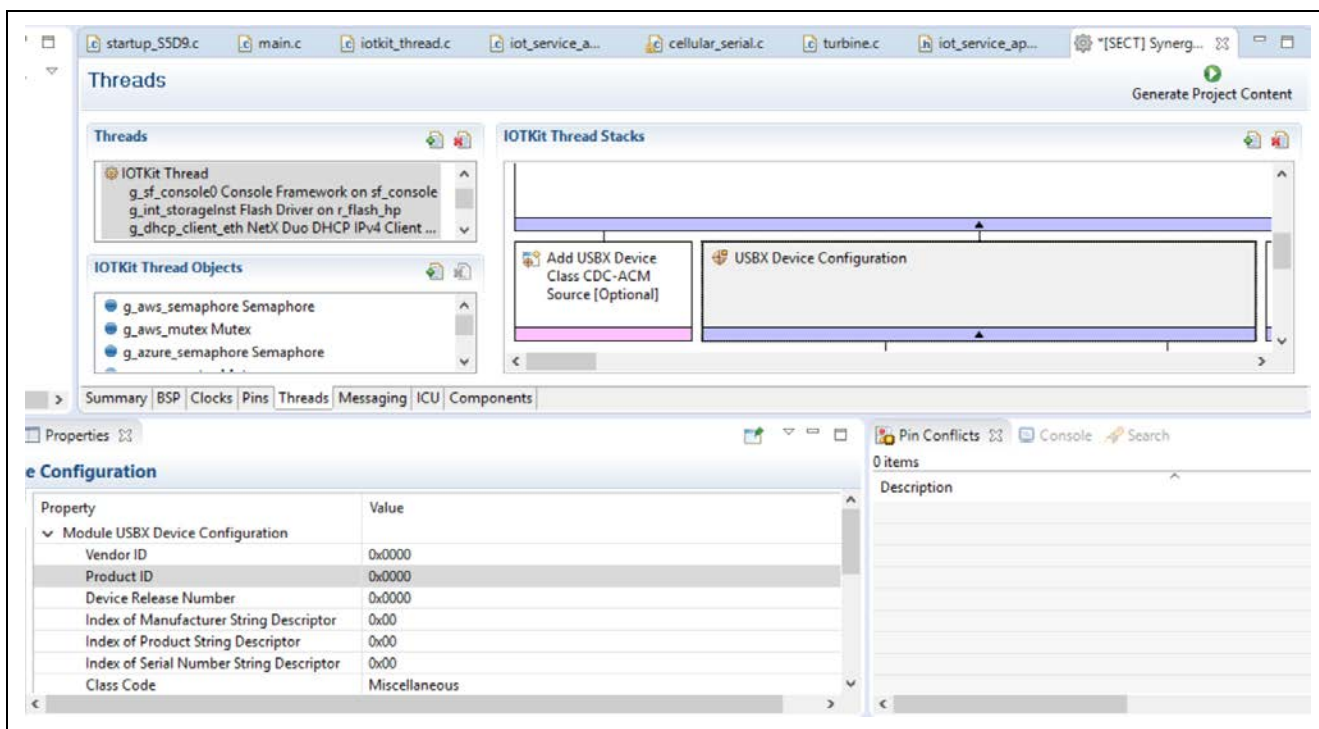 startup_S5D9.c main.c iotkit_thread.c iot_service_a... cellular_serial.c turbine.c iot_service_ap... *[SECT] Synerg...
Threads
Generate Project Content
Threads
IOTKit Thread
g_sf_console0 Console Framework on sf_console
g_int_storageInst Flash Driver on r_flash_hp
g_dhcp_client_eth NetX Duo DHCP IPv4 Client ...
IOTKit Thread Objects
g_aws_semaphore Semaphore
g_aws_mutex Mutex
g_azure_semaphore Semaphore
IOTKit Thread Stacks
Add USBX Device
Class CDC-ACM
Source [Optional]
USBX Device Configuration
Summary BSP Clocks Pins Threads Messaging ICU Components
Properties
e Configuration
Property Value
Module USBX Device Configuration
Vendor ID 0x0000
Product ID 0x0000
Device Release Number 0x0000
Index of Manufacturer String Descriptor 0x00
Index of Product String Descriptor 0x00
Index of Serial Number String Descriptor 0x00
Class Code Miscellaneous
Pin Conflicts Console Search
0 items
Description